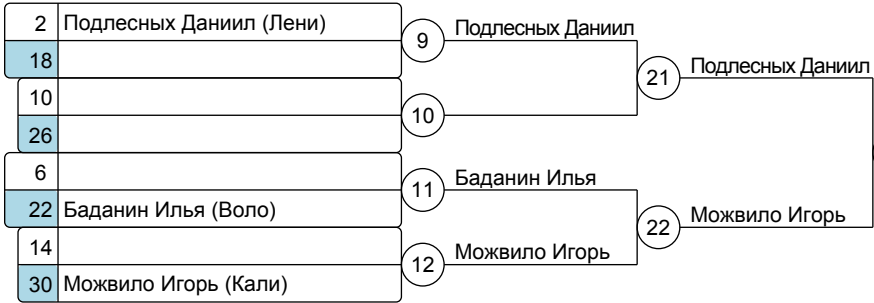 2 Подлесных Даниил (Лени)
18
9 Подлесных Даниил
10
26
10
21 Подлесных Даниил
6
22 Баданин Илья (Воло)
11 Баданин Илья
14
30 Можвило Игорь (Кали)
12 Можвило Игорь
22 Можвило Игорь